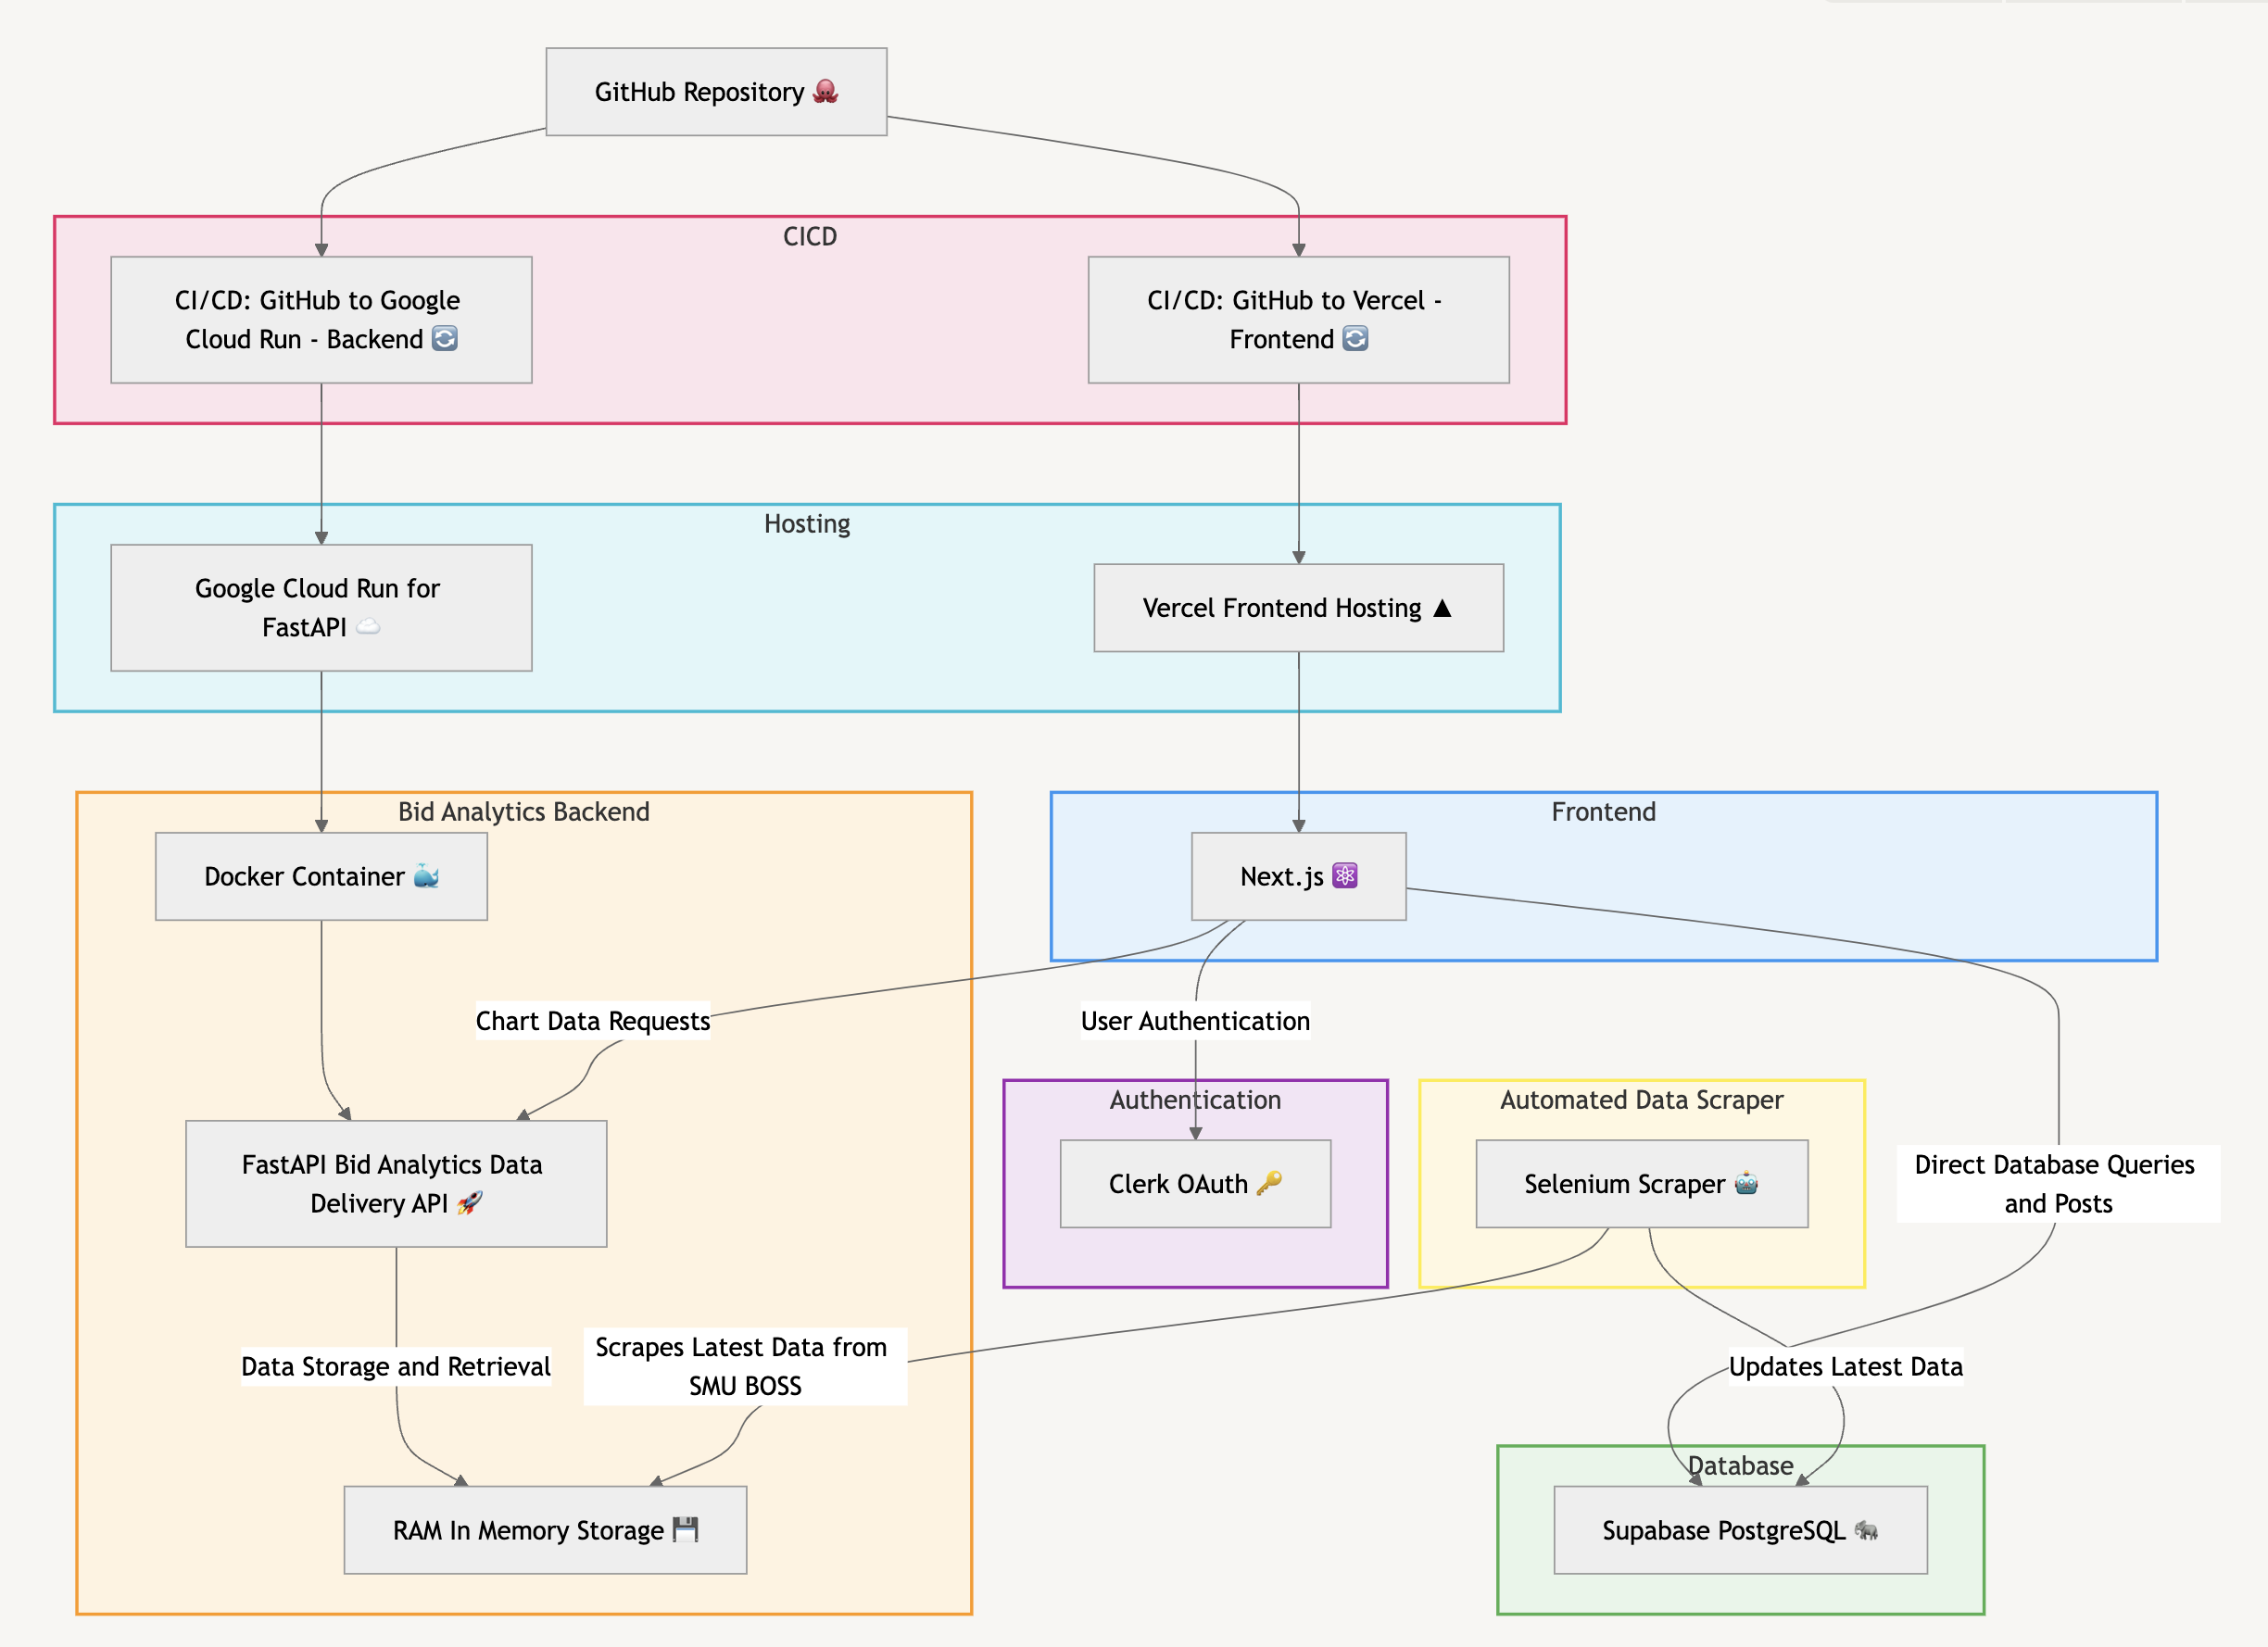 GitHub Repository 🐙
CICD
CI/CD: GitHub to Google
Cloud Run - Backend 🔄
CI/CD: GitHub to Vercel -
Frontend 🔄
Hosting
Google Cloud Run for
FastAPI ☁️
Vercel Frontend Hosting ▲
Bid Analytics Backend
Frontend
Docker Container 🐳
Next.js ⚛️
Chart Data Requests
User Authentication
Authentication
Automated Data Scraper
FastAPI Bid Analytics Data
Delivery API 🚀
Clerk OAuth 🔑
Selenium Scraper 🤖
Direct Database Queries
and Posts
Data Storage and Retrieval
Scrapes Latest Data from
SMU BOSS
Updates Latest Data
Database
RAM In Memory Storage 💾
Supabase PostgreSQL 🐘